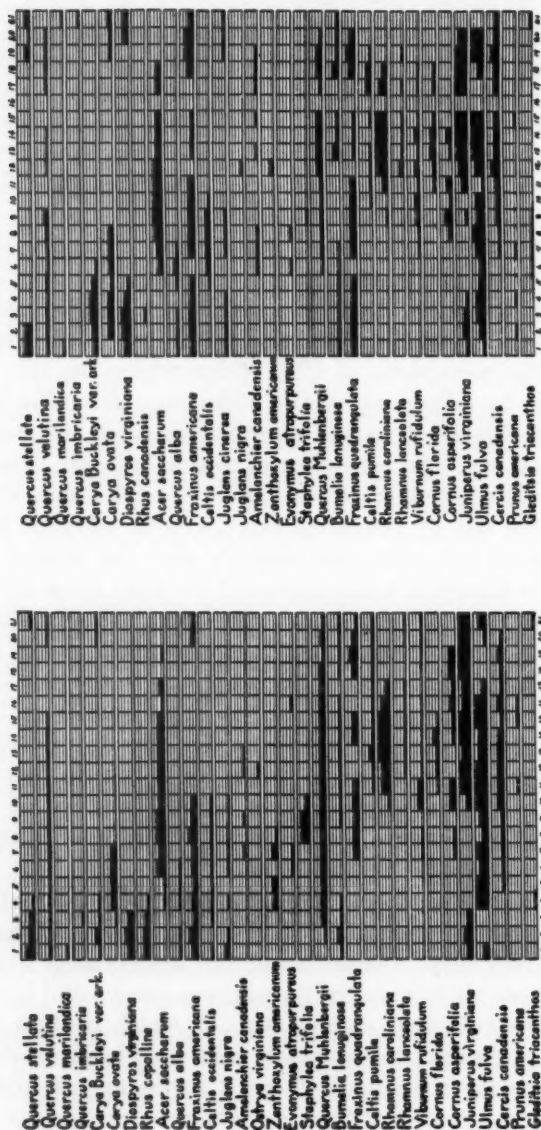 Quercus stellata
Quercus velutina
Quercus marilandica
Quercus imbricaria
Carya Buckleyi var. ark
Carya ovata
Diospyros virginiana
Rhus canadensis
Acer saccharum
Quercus alba
Fraxinus americana
Celtis occidentalis
Juglans cinerea
Juglans nigra
Amelanchier canadensis
Zanthoxylum americanum
Evonymus atropurpureus
Staphylea trifolia
Quercus Muhlenbergii
Bumelia lanuginosa
Fraxinus quadrangulata
Celtis pumila
Rhamnus caroliniana
Rhamnus lanceolata
Viburnum rufidulum
Cornus florida
Cornus asperifolia
Juniperus virginiana
Ulmus fulva
Cercis canadensis
Prunus americana
Gleditsia triacanthos
Quercus stellata
Quercus velutina
Quercus marilandica
Quercus imbricaria
Carya Buckleyi var. ark.
Carya ovata
Diospyros virginiana
Rhus copallina
Acer saccharum
Quercus alba
Fraxinus americana
Celtis occidentalis
Juglans nigra
Amelanchier canadensis
Ostrya virginiana
Zanthoxylum americanum
Evonymus atropurpureus
Staphylea trifolia
Quercus Muhlenbergii
Bumelia lanuginosa
Fraxinus quadrangulata
Celtis pumila
Rhamnus caroliniana
Rhamnus lanceolata
Viburnum rufidulum
Cornus florida
Cornus asperifolia
Juniperus virginiana
Ulmus fulva
Cercis canadensis
Prunus americana
Gleditsia triacanthos